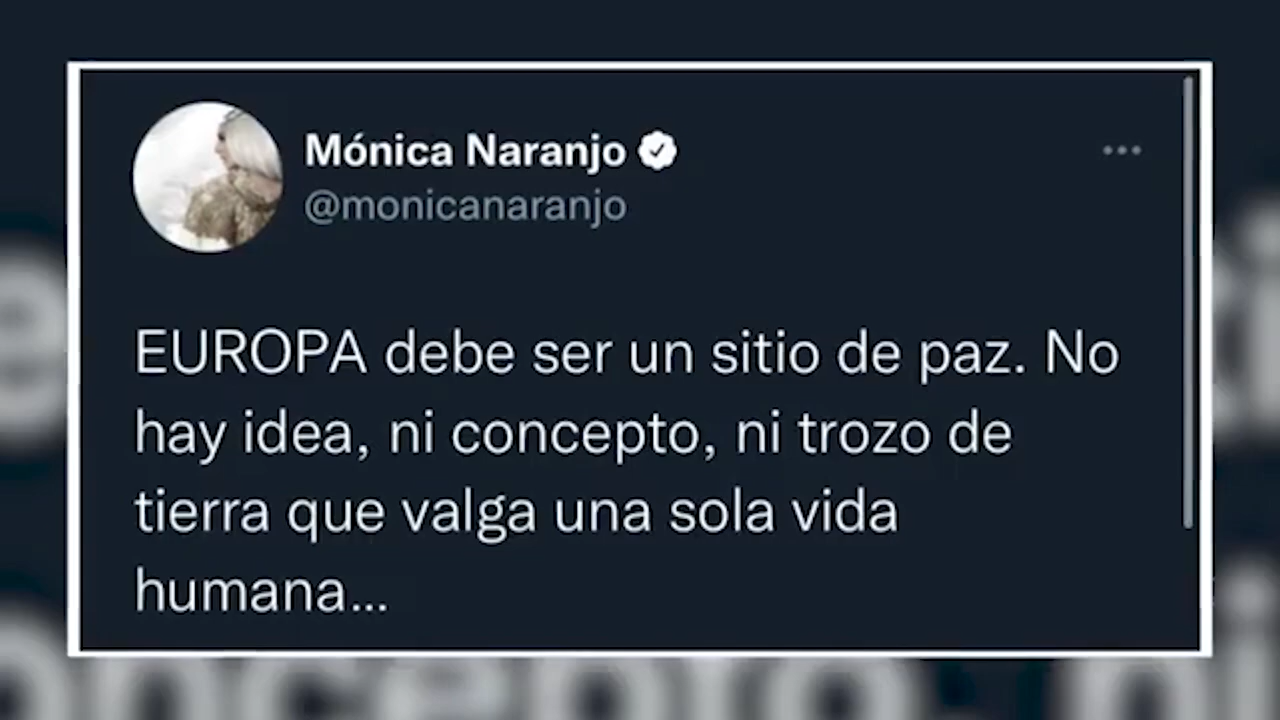 Mónica Naranjo
@monicanaranjo
EUROPA debe ser un sitio de paz. No
hay idea, ni concepto, ni trozo de
tierra que valga una sola vida
humana...